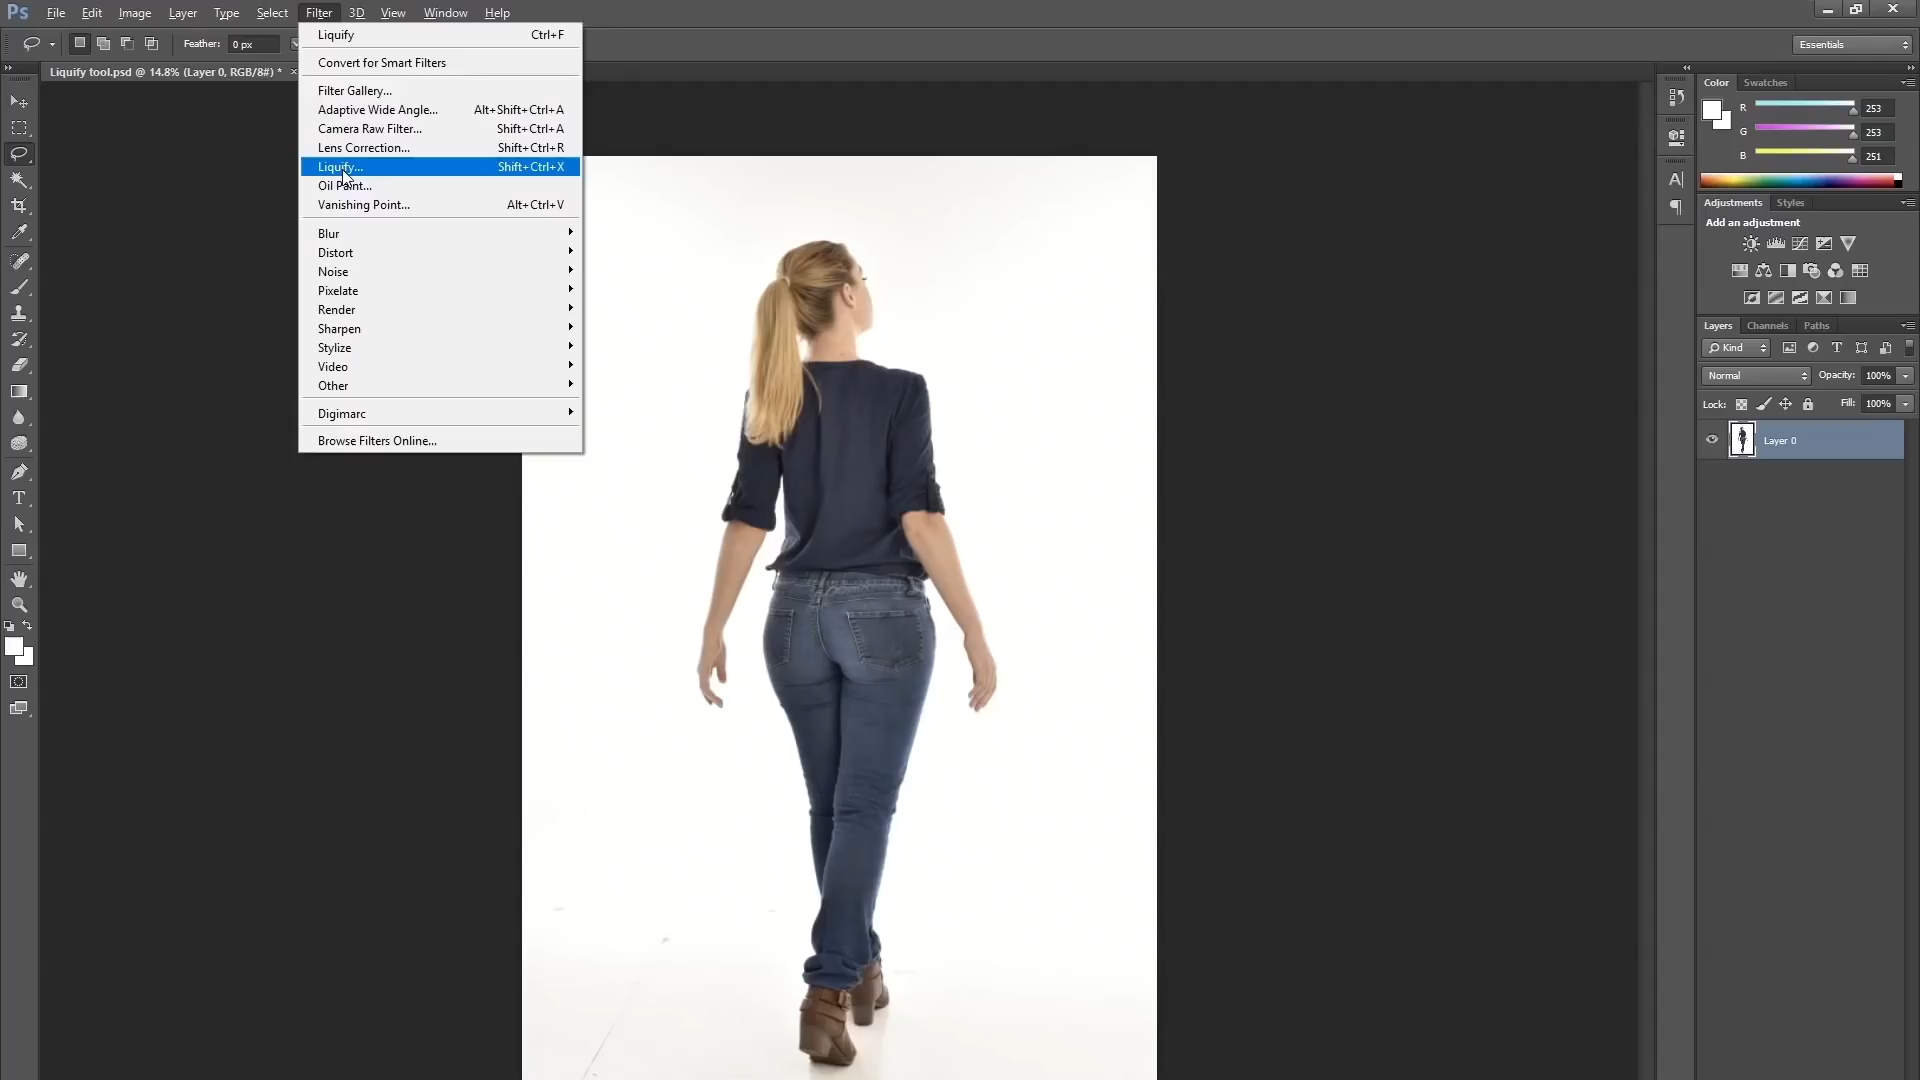 Ps File Edit Image Layer Type Select Filter 3D View Window Help
Feather: 0 px
Essentials
Liquify tool.psd @ 14.8% (Layer 0, RGB/8#) * ×
Liquify Ctrl+F
Convert for Smart Filters
Filter Gallery...
Adaptive Wide Angle... Alt+Shift+Ctrl+A
Camera Raw Filter... Shift+Ctrl+A
Lens Correction... Shift+Ctrl+R
Liquify... Shift+Ctrl+X
Oil Paint...
Vanishing Point... Alt+Ctrl+V
Blur
Distort
Noise
Pixelate
Render
Sharpen
Stylize
Video
Other
Digimarc
Browse Filters Online...
Color Swatches
R 253
G 253
B 251
Adjustments Styles
Add an adjustment
Layers Channels Paths
Kind
Normal Opacity: 100%
Lock: Fill: 100%
Layer 0